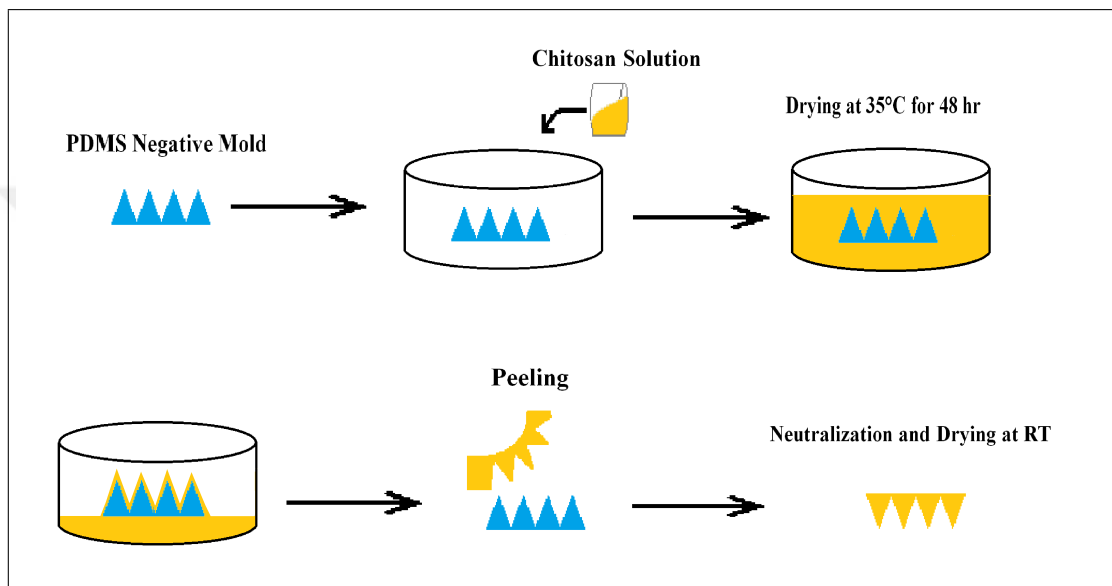 Chitosan Solution
Drying at 35°C for 48 hr
PDMS Negative Mold
Peeling
Neutralization and Drying at RT